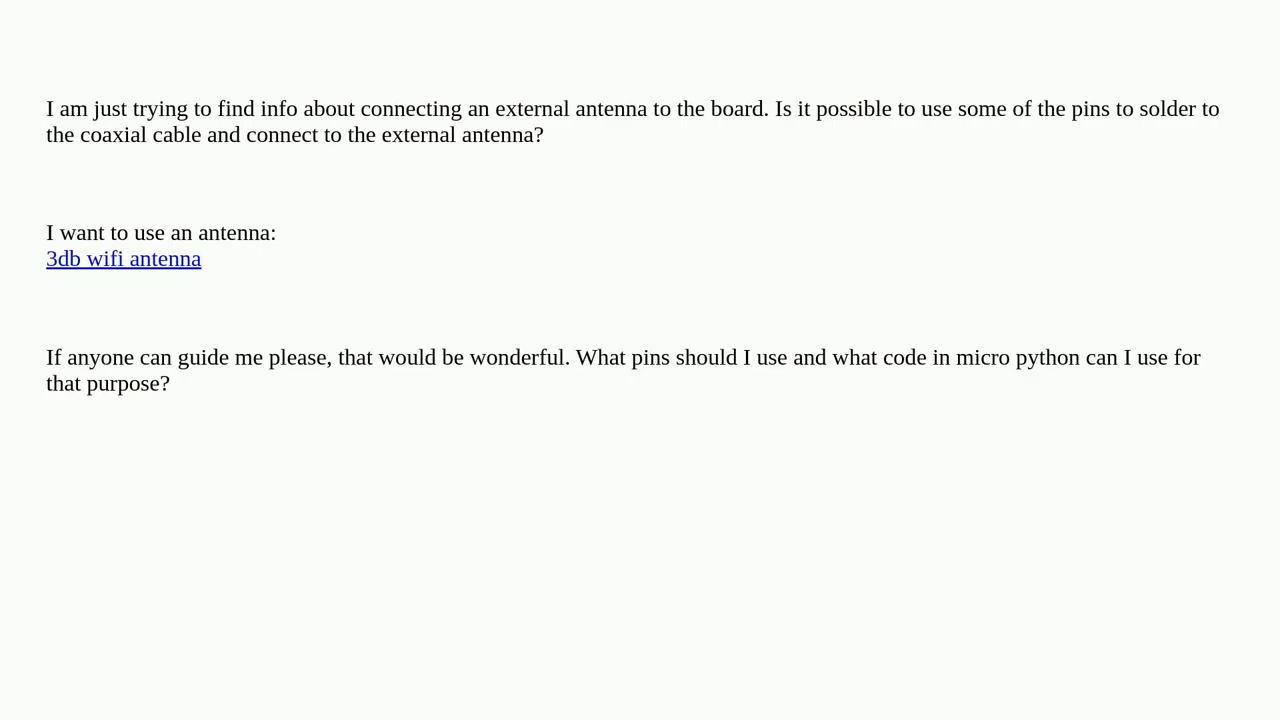 I am just trying to find info about connecting an external antenna to the board. Is it possible to use some of the pins to solder to
the coaxial cable and connect to the external antenna?
I want to use an antenna:
3db wifi antenna
If anyone can guide me please, that would be wonderful. What pins should I use and what code in micro python can I use for
that purpose?